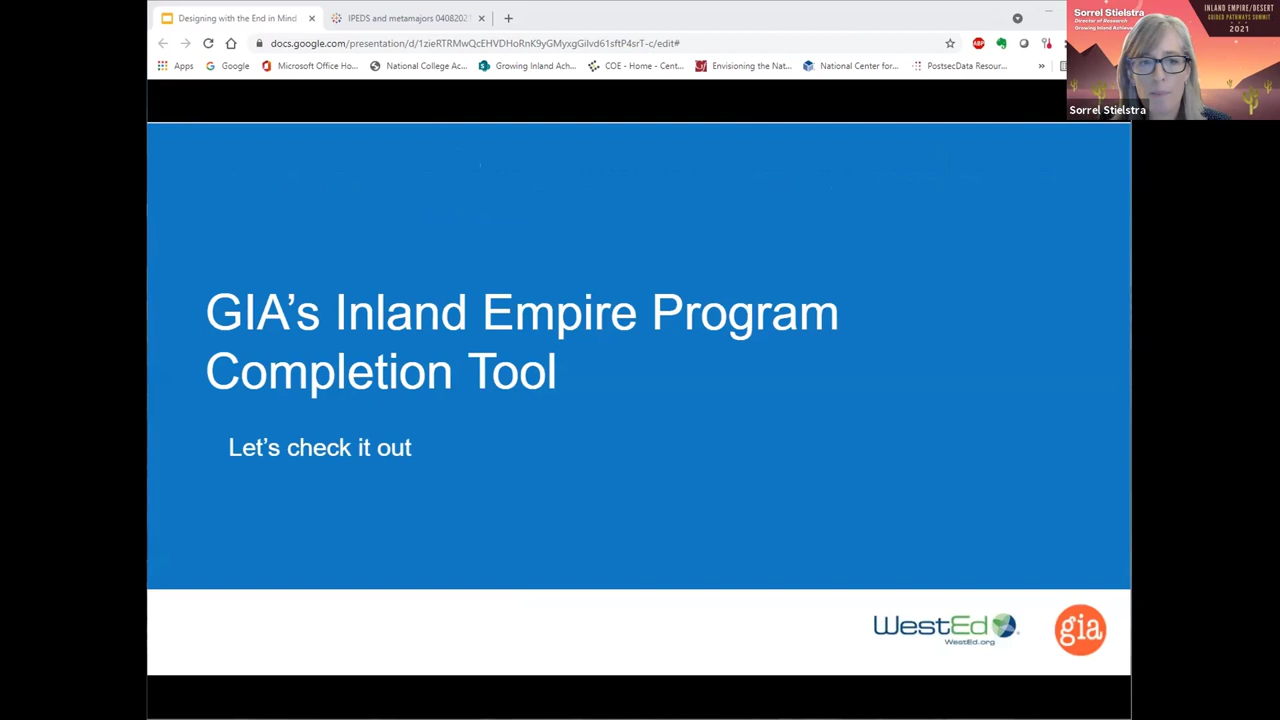 Designing with the End in Mind
IPEDS and metamajors 0408202
docs.google.com/presentation/d/1zieRTRMwQcEHVDHoRnK9yGMyxgGilvd61sftP4srT-c/edit#
Apps
Google
Microsoft Office Ho...
National College Ac...
Growing Inland Ach...
COE - Home - Cent...
Envisioning the Nat...
National Center for...
PostsecData Resour...
»
ABP
Sorrel Stielstra
Director of Research
Growing Inland Achiev
INLAND EMPIRE/DESERT
GUIDED PATHWAYS SUMMIT
2021
Sorrel Stielstra
GIA's Inland Empire Program
Completion Tool
Let's check it out
WestEd
WestEd.org
gia